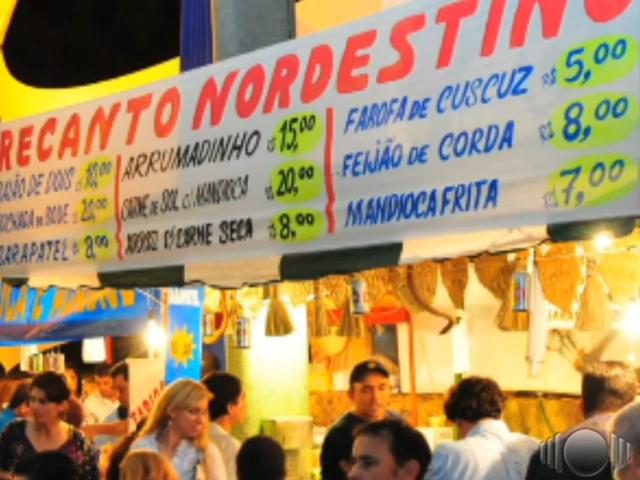 RECANTO NORDESTINO
BAIÃO DE DOIS R$ 10,00
BUCHADA DE BODE R$ 20,00
SARAPATEL R$ 8,00
ARRUMADINHO R$ 15,00
CARNE DE SOL C/ MANDIOCA 20,00
ARROZ C/ CARNE SECA R$ 8,00
FAROFA DE CUSCUZ R$ 5,00
FEIJÃO DE CORDA R$ 8,00
MANDIOCA FRITA R$ 7,00